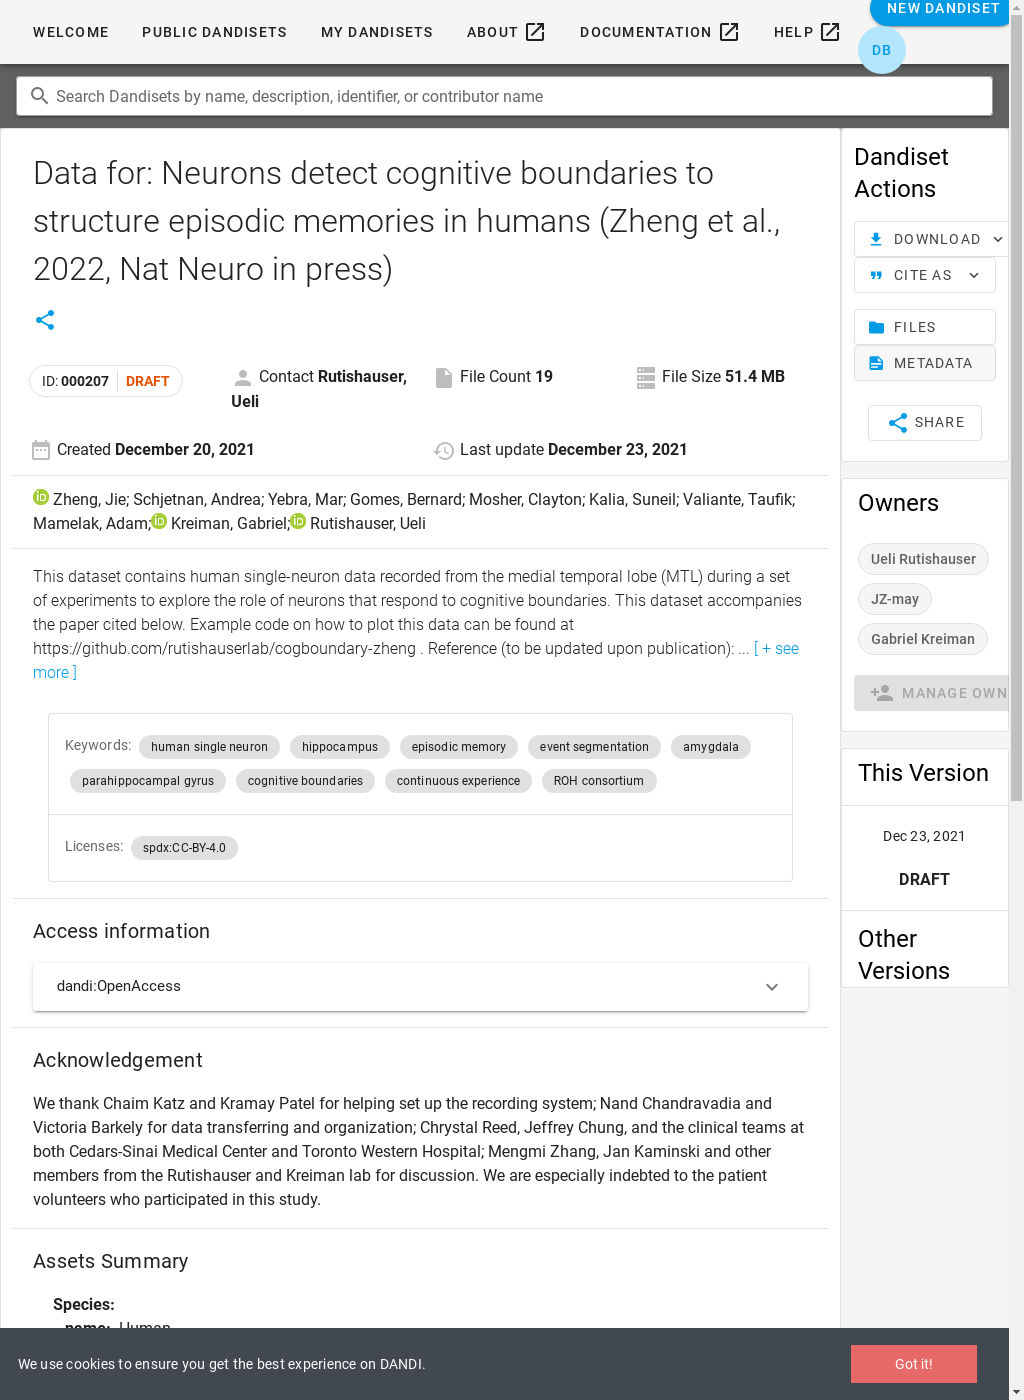 WELCOME PUBLIC DANDISETS MY DANDISETS ABOUT DOCUMENTATION HELP NEW DANDISET
DB
Search Dandisets by name, description, identifier, or contributor name
Data for: Neurons detect cognitive boundaries to
structure episodic memories in humans (Zheng et al.,
2022, Nat Neuro in press)
ID: 000207 DRAFT
Contact Rutishauser,
Ueli
File Count 19
File Size 51.4 MB
Created December 20, 2021
Last update December 23, 2021
Zheng, Jie; Schjetnan, Andrea; Yebra, Mar; Gomes, Bernard; Mosher, Clayton; Kalia, Suneil; Valiante, Taufik;
Mamelak, Adam; Kreiman, Gabriel; Rutishauser, Ueli
This dataset contains human single-neuron data recorded from the medial temporal lobe (MTL) during a set
of experiments to explore the role of neurons that respond to cognitive boundaries. This dataset accompanies
the paper cited below. Example code on how to plot this data can be found at
https://github.com/rutishauserlab/cogboundary-zheng . Reference (to be updated upon publication): ... [ + see
more ]
Keywords: human single neuron hippocampus episodic memory event segmentation amygdala
parahippocampal gyrus cognitive boundaries continuous experience ROH consortium
Licenses: spdx:CC-BY-4.0
Access information
dandi:OpenAccess
Acknowledgement
We thank Chaim Katz and Kramay Patel for helping set up the recording system; Nand Chandravadia and
Victoria Barkely for data transferring and organization; Chrystal Reed, Jeffrey Chung, and the clinical teams at
both Cedars-Sinai Medical Center and Toronto Western Hospital; Mengmi Zhang, Jan Kaminski and other
members from the Rutishauser and Kreiman lab for discussion. We are especially indebted to the patient
volunteers who participated in this study.
Assets Summary
Species:
name: Human
Dandiset
Actions
DOWNLOAD
CITE AS
FILES
METADATA
SHARE
Owners
Ueli Rutishauser
JZ-may
Gabriel Kreiman
MANAGE OWN
This Version
Dec 23, 2021
DRAFT
Other
Versions
We use cookies to ensure you get the best experience on DANDI.
Got it!